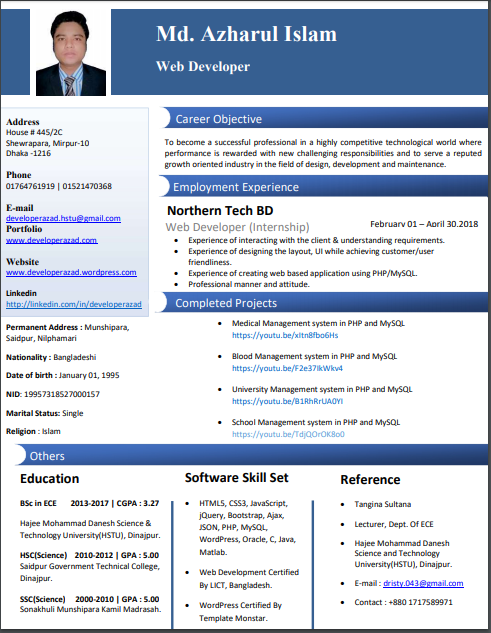 Md. Azharul Islam
Web Developer
Address
House # 445/2C
Shewrapara, Mirpur-10
Dhaka -1216
Phone
01764761919 | 01521470368
E-mail
developerazad.hstu@gmail.com
Portfolio
www.developerazad.com
Website
www.developerazad.wordpress.com
Linkedin
http://linkedin.com/in/developerazad
Permanent Address : Munshipara,
Saidpur, Nilphamari
Nationality : Bangladeshi
Date of birth : January 01, 1995
NID: 19957318527000157
Marital Status: Single
Religion : Islam
Career Objective
To become a successful professional in a highly competitive technological world where
performance is rewarded with new challenging responsibilities and to serve a reputed
growth oriented industry in the field of design, development and maintenance.
Employment Experience
Northern Tech BD
Web Developer (Internship) February 01 – April 30.2018
• Experience of interacting with the client & understanding requirements.
• Experience of designing the layout, UI while achieving customer/user
friendliness.
• Experience of creating web based application using PHP/MySQL.
• Professional manner and attitude.
Completed Projects
• Medical Management system in PHP and MySQL
https://youtu.be/xItn8fbo6Hs
• Blood Management system in PHP and MySQL
https://youtu.be/F2e37IkWkv4
• University Management system in PHP and MySQL
https://youtu.be/B1RhRrUA0YI
• School Management system in PHP and MySQL
https://youtu.be/TdjQOrOK8o0
Others
Education
BSc in ECE 2013-2017 | CGPA : 3.27
Hajee Mohammad Danesh Science &
Technology University(HSTU), Dinajpur.
HSC(Science) 2010-2012 | GPA : 5.00
Saidpur Government Technical College,
Dinajpur.
SSC(Science) 2000-2010 | GPA : 5.00
Sonakhuli Munshipara Kamil Madrasah.
Software Skill Set
• HTML5, CSS3, JavaScript,
jQuery, Bootstrap, Ajax,
JSON, PHP, MySQL,
WordPress, Oracle, C, Java,
Matlab.
• Web Development Certified
By LICT, Bangladesh.
• WordPress Certified By
Template Monstar.
Reference
• Tangina Sultana
• Lecturer, Dept. Of ECE
• Hajee Mohammad Danesh
Science and Technology
University(HSTU), Dinajpur.
• E-mail : dristy.043@gmail.com
• Contact : +880 1717589971